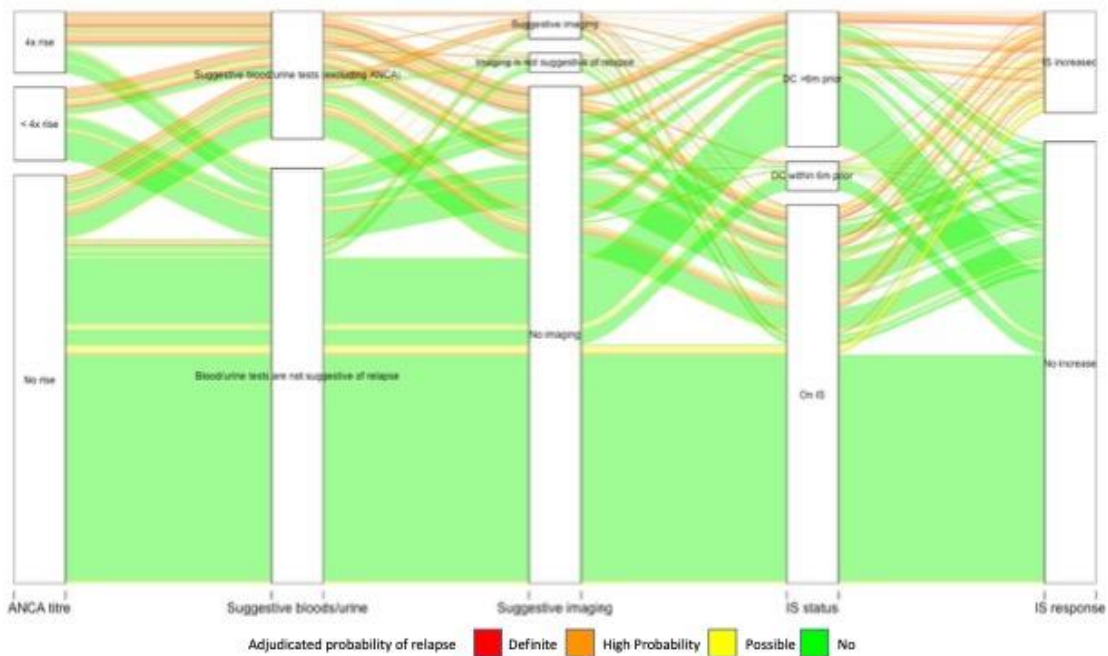 4x rise
Suggestive imaging
IS increased
Imaging is not suggestive of relapse
Suggestive blood/urine tests (excluding ANCA)
DC >6m prior
< 4x rise
DC within 6m prior
No imaging
No increase
No rise
Blood/urine tests are not suggestive of relapse
On IS
ANCA titre
Suggestive bloods/urine
Suggestive imaging
IS status
IS response
Adjudicated probability of relapse
Definite
High Probability
Possible
No